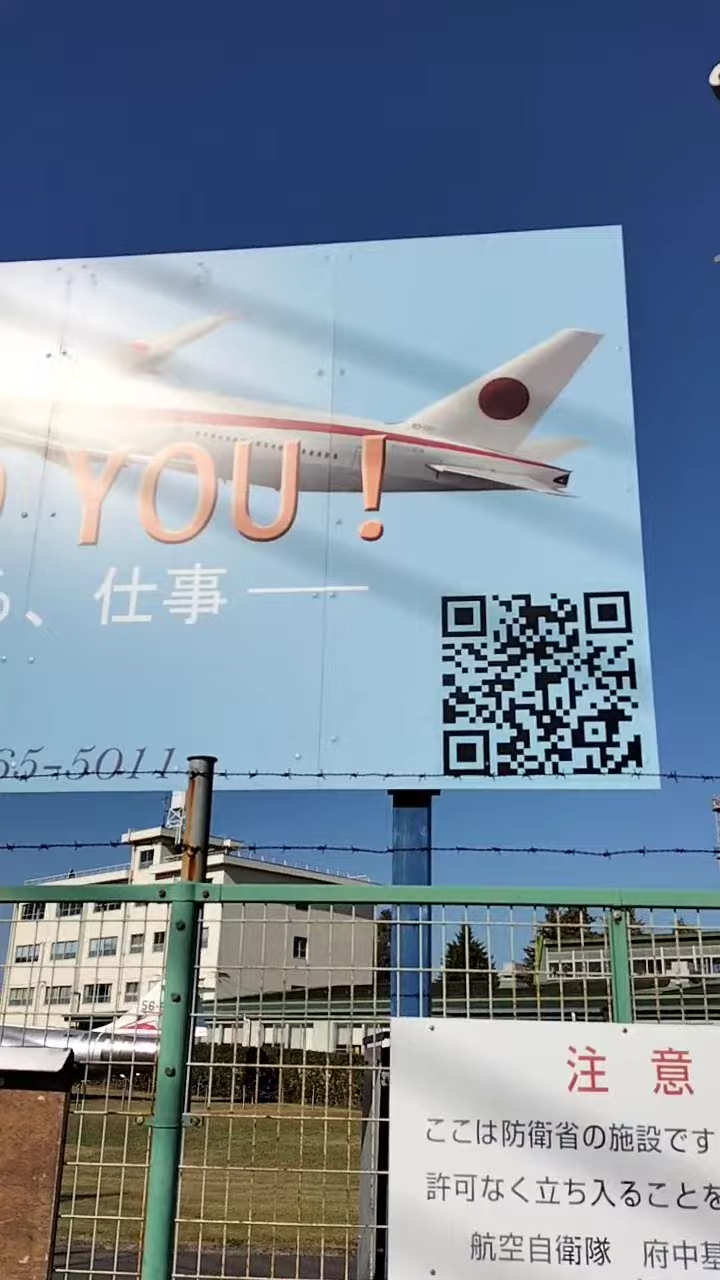 YOU!
、仕事──
65-5011
56-
注意
ここは防衛省の施設です
許可なく立ち入ることを
航空自衛隊 府中基